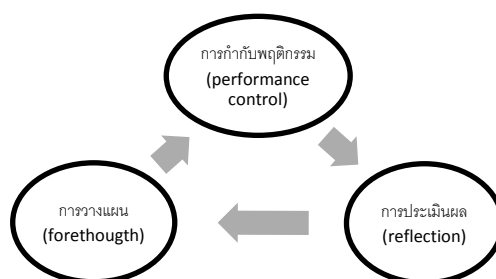 การกำกับพฤติกรรม
(performance
control)
การวางแผน
(forethougth)
การประเมินผล
(reflection)